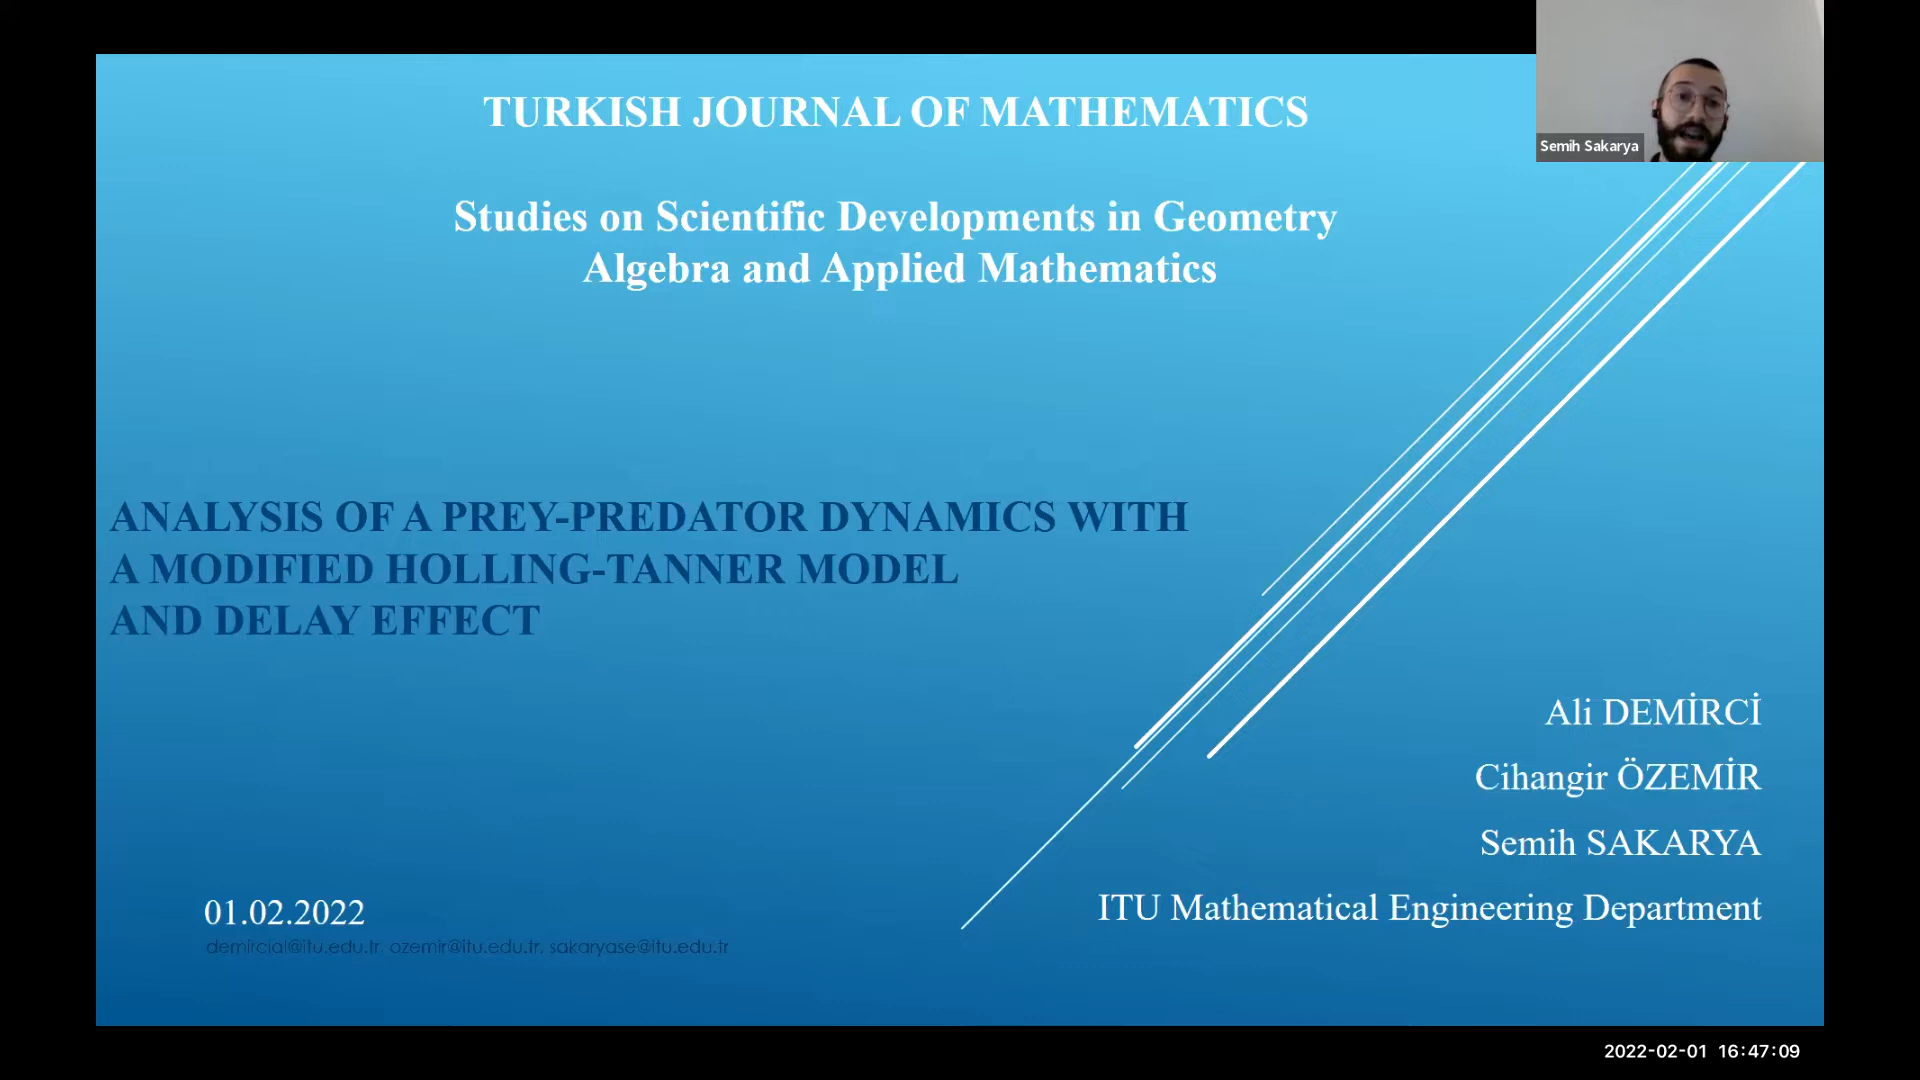 TURKISH JOURNAL OF MATHEMATICS
Semih Sakarya
Studies on Scientific Developments in Geometry
Algebra and Applied Mathematics
ANALYSIS OF A PREY-PREDATOR DYNAMICS WITH
A MODIFIED HOLLING-TANNER MODEL
AND DELAY EFFECT
Ali DEMİRCİ
Cihangir ÖZEMİR
Semih SAKARYA
ITU Mathematical Engineering Department
01.02.2022
demircial@itu.edu.tr, ozemir@itu.edu.tr, sakaryase@itu.edu.tr
2022-02-01 16:47:09